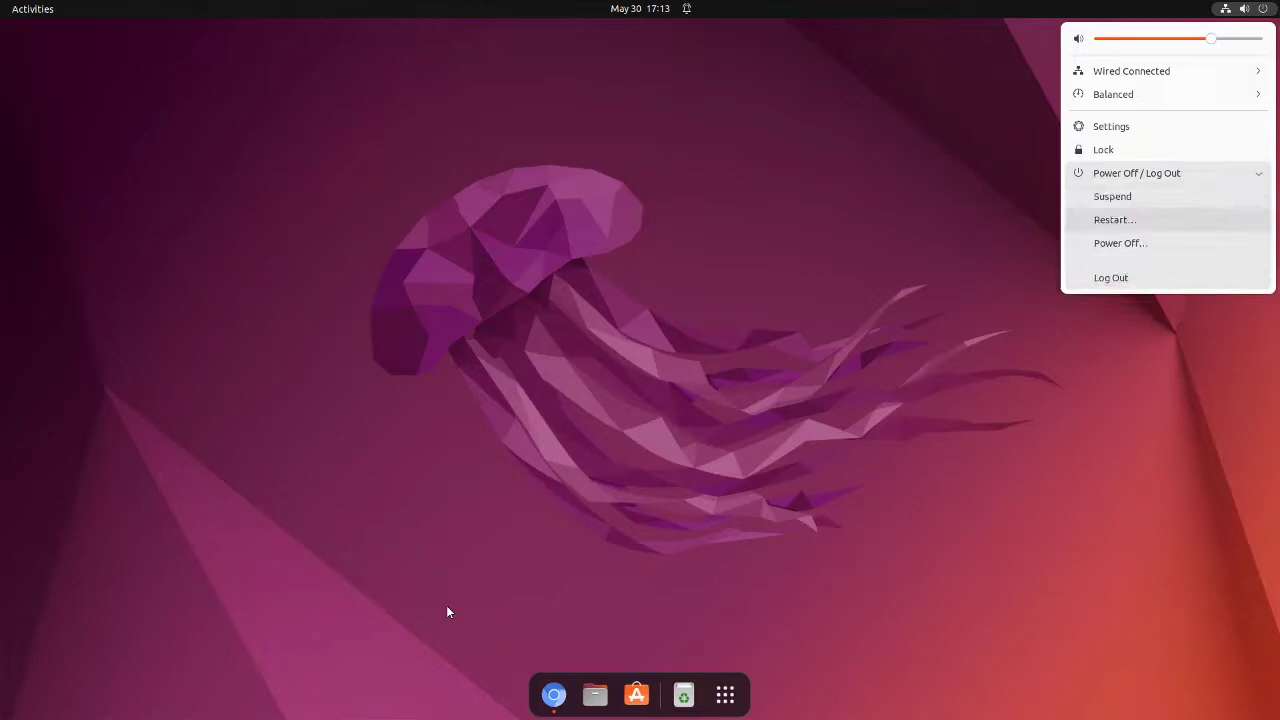 Activities
May 30 17:13
Wired Connected
Balanced
Settings
Lock
Power Off / Log Out
Suspend
Restart...
Power Off...
Log Out